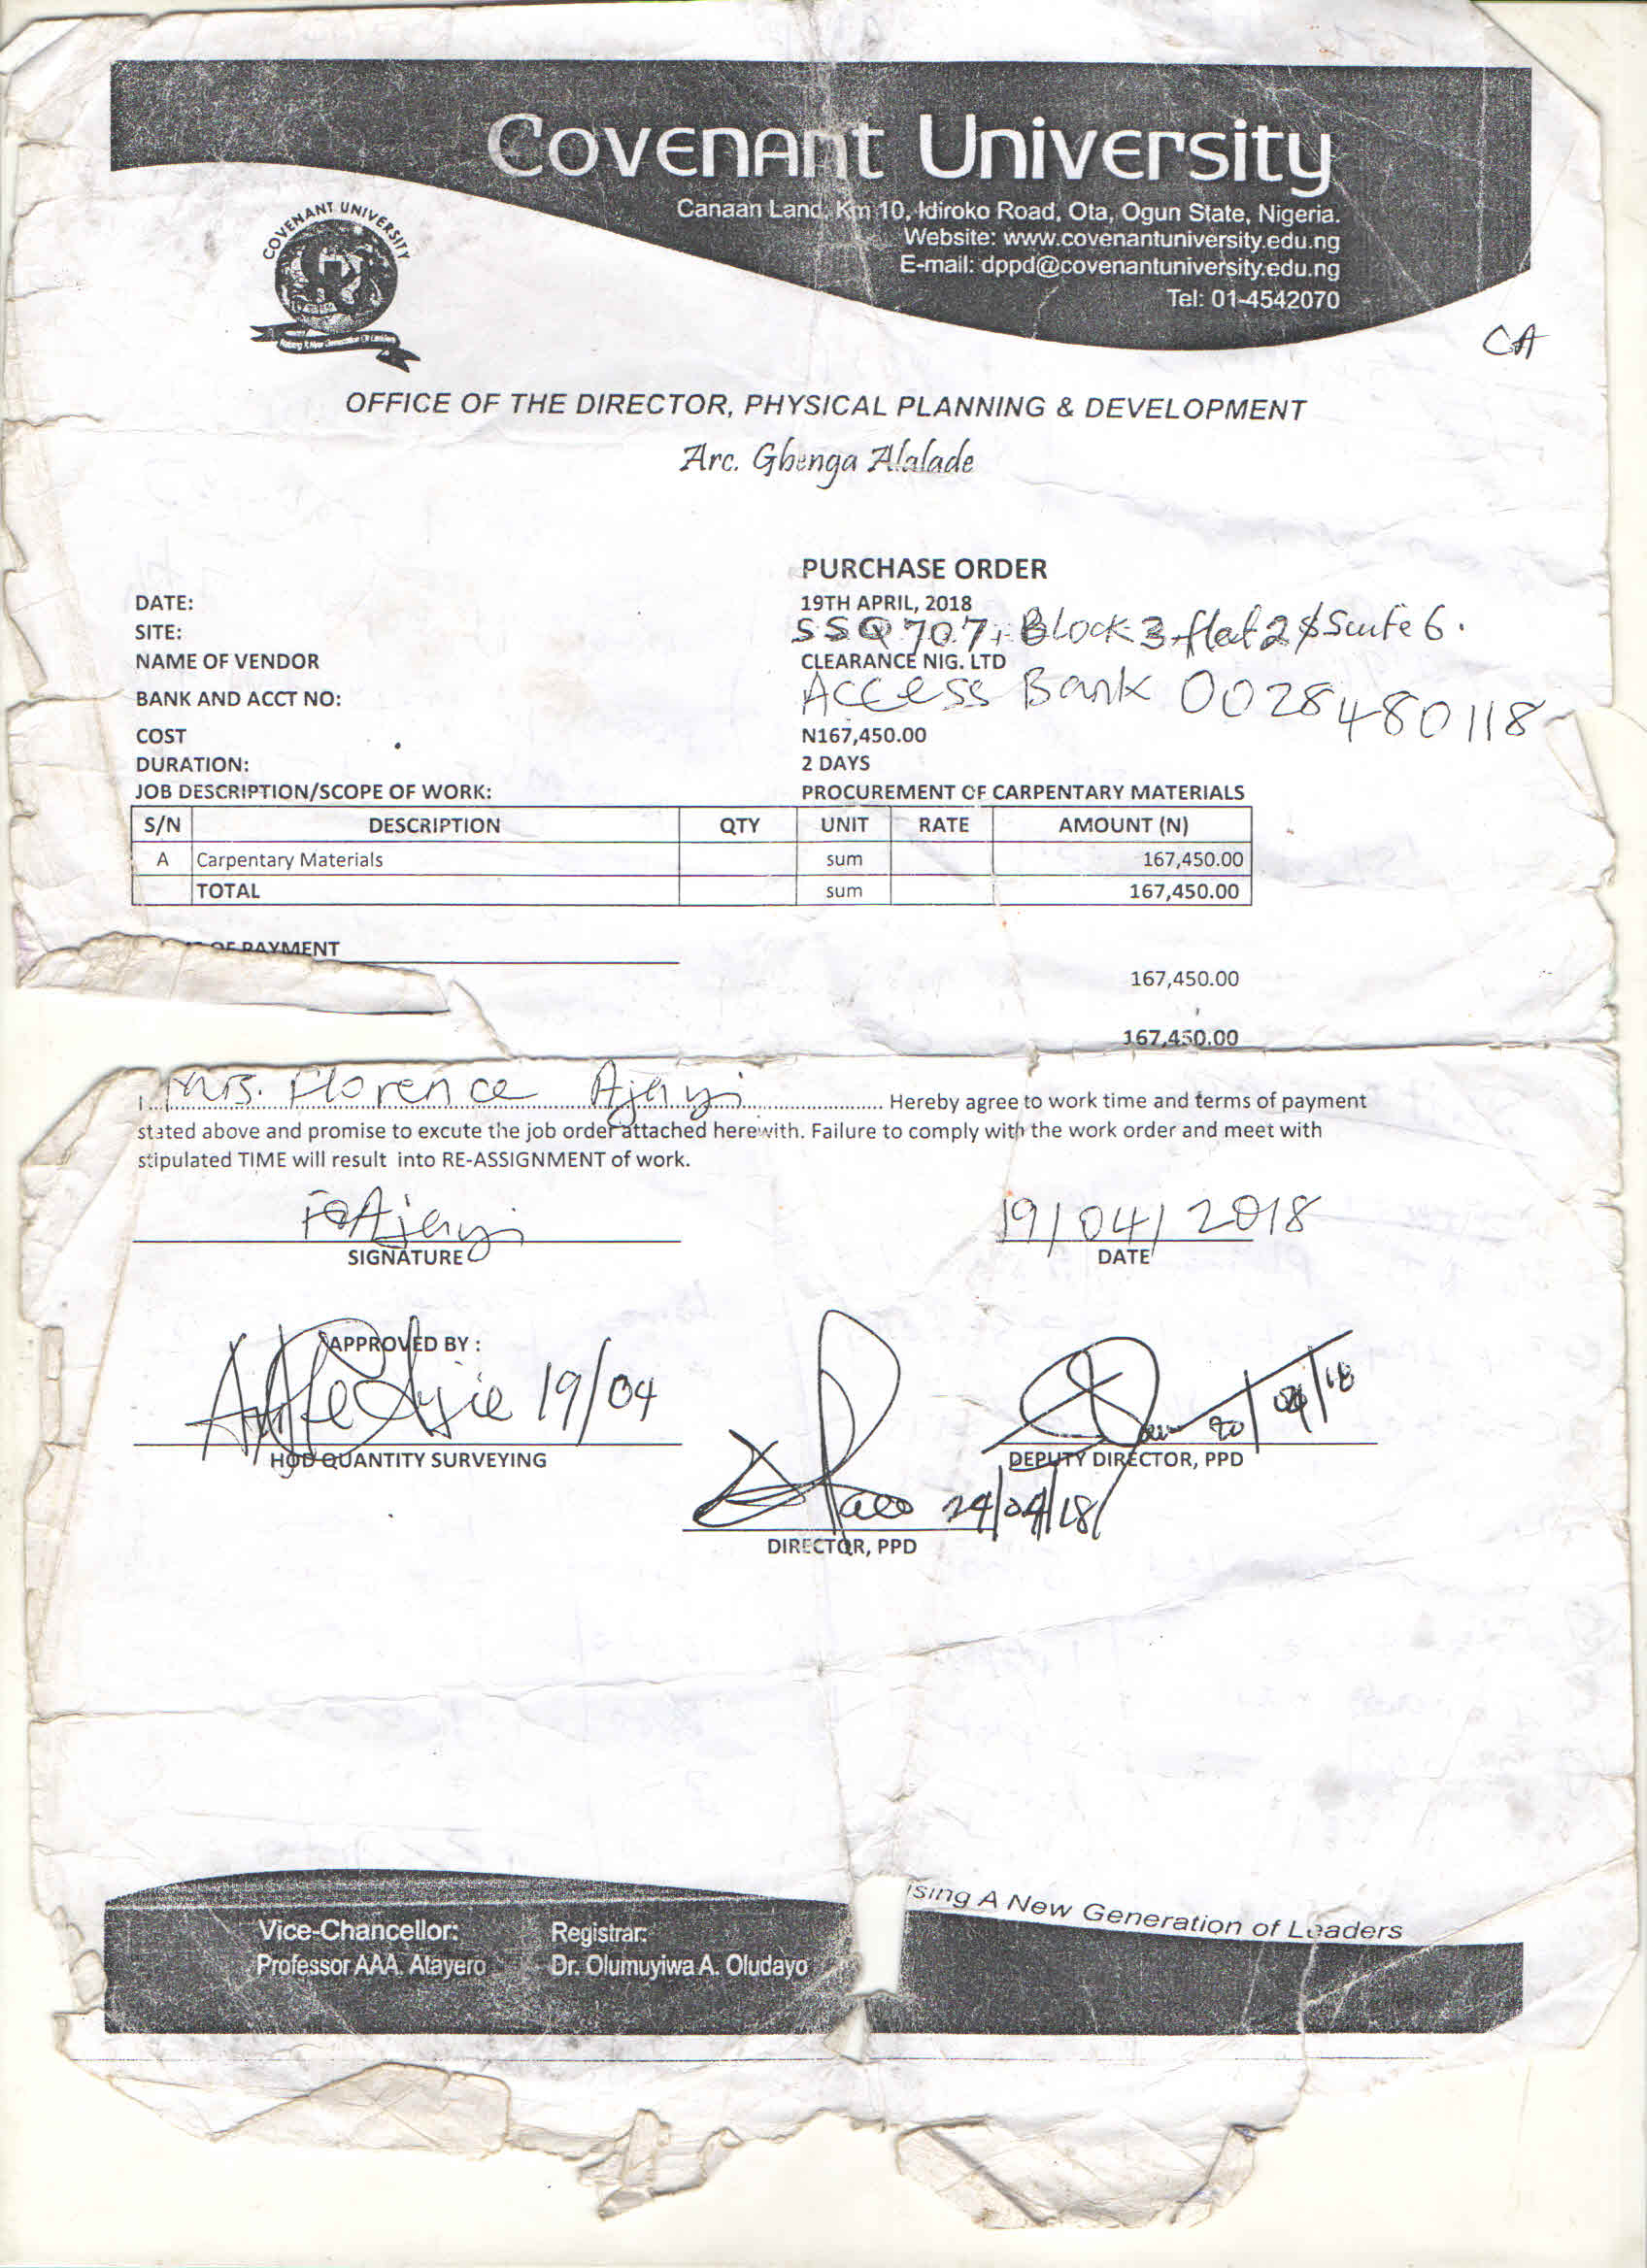 Covenant University
Canaan Land, Km 10, Idiroko Road, Ota, Ogun State, Nigeria.
Website: www.covenantuniversity.edu.ng
E-mail: dppd@covenantuniversity.edu.ng
Tel: 01-4542070
COVENANT UNIVERSITY
CA
OFFICE OF THE DIRECTOR, PHYSICAL PLANNING & DEVELOPMENT
Arc. Gbenga Alalade
PURCHASE ORDER
DATE: 19TH APRIL, 2018
SITE: SSQ 707, Block 3 flat 2 & Suite 6.
NAME OF VENDOR CLEARANCE NIG. LTD
BANK AND ACCT NO: Access Bank 0028480118
COST N167,450.00
DURATION: 2 DAYS
JOB DESCRIPTION/SCOPE OF WORK: PROCUREMENT OF CARPENTARY MATERIALS
S/N DESCRIPTION QTY UNIT RATE AMOUNT (N)
A Carpentary Materials sum 167,450.00
TOTAL sum 167,450.00
OF PAYMENT
167,450.00
167,450.00
I Mrs. Florence Ajayi Hereby agree to work time and terms of payment
stated above and promise to excute the job order attached herewith. Failure to comply with the work order and meet with
stipulated TIME will result into RE-ASSIGNMENT of work.
FAjayi 19/04/2018
SIGNATURE DATE
APPROVED BY :
19/04 20/04/18
HOD QUANTITY SURVEYING DEPUTY DIRECTOR, PPD
24/04/18
DIRECTOR, PPD
ising A New Generation of Leaders
Vice-Chancellor: Registrar:
Professor AAA. Atayero Dr. Olumuyiwa A. Oludayo